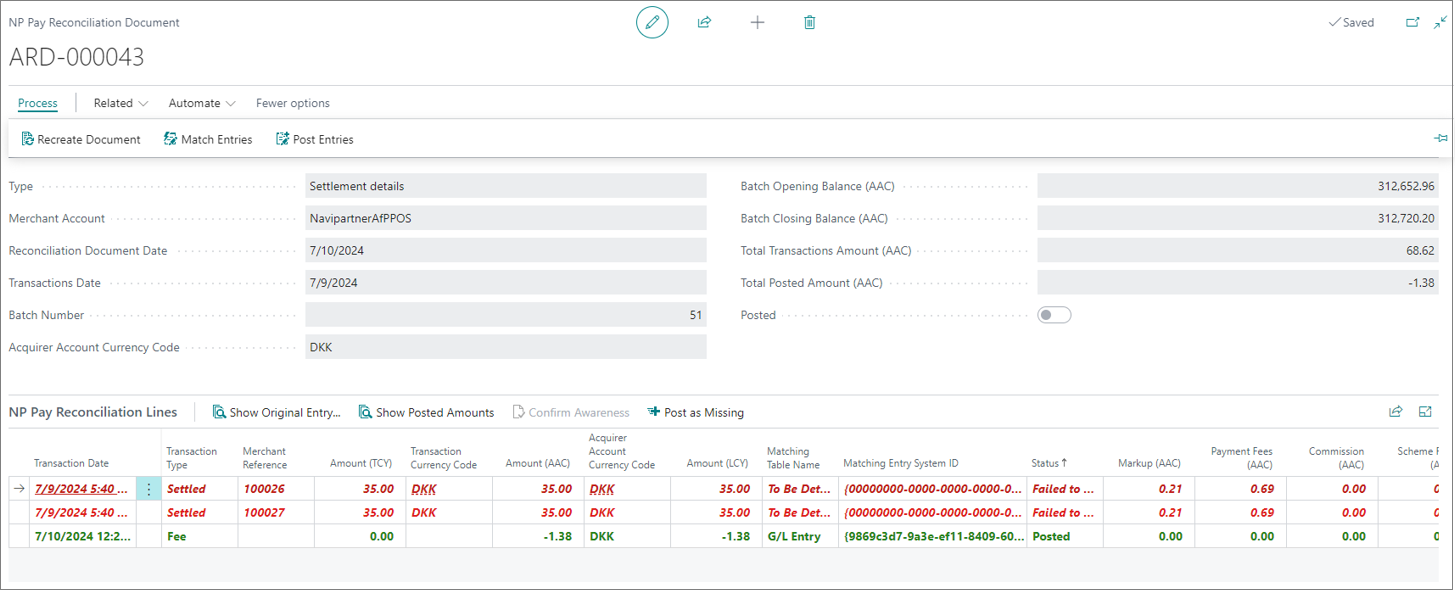 NP Pay Reconciliation Document
Saved
ARD-000043
Process Related Automate Fewer options
Recreate Document Match Entries Post Entries
Type Settlement details
Merchant Account NavipartnerAfPPOS
Reconciliation Document Date 7/10/2024
Transactions Date 7/9/2024
Batch Number 51
Acquirer Account Currency Code DKK
Batch Opening Balance (AAC) 312,652.96
Batch Closing Balance (AAC) 312,720.20
Total Transactions Amount (AAC) 68.62
Total Posted Amount (AAC) -1.38
Posted
NP Pay Reconciliation Lines Show Original Entry... Show Posted Amounts Confirm Awareness Post as Missing
Transaction Date Transaction Type Merchant Reference Amount (TCY) Transaction Currency Code Amount (AAC) Acquirer Account Currency Code Amount (LCY) Matching Table Name Matching Entry System ID Status↑ Markup (AAC) Payment Fees (AAC) Commission (AAC) Scheme F (A
7/9/2024 5:40 ... Settled 100026 35.00 DKK 35.00 DKK 35.00 To Be Det... {00000000-0000-0000-0000-0... Failed to ... 0.21 0.69 0.00 0
7/9/2024 5:40 ... Settled 100027 35.00 DKK 35.00 DKK 35.00 To Be Det... {00000000-0000-0000-0000-0... Failed to ... 0.21 0.69 0.00 0
7/10/2024 12:2... Fee 0.00 -1.38 DKK -1.38 G/L Entry {9869c3d7-9a3e-ef11-8409-60... Posted 0.00 0.00 0.00 0